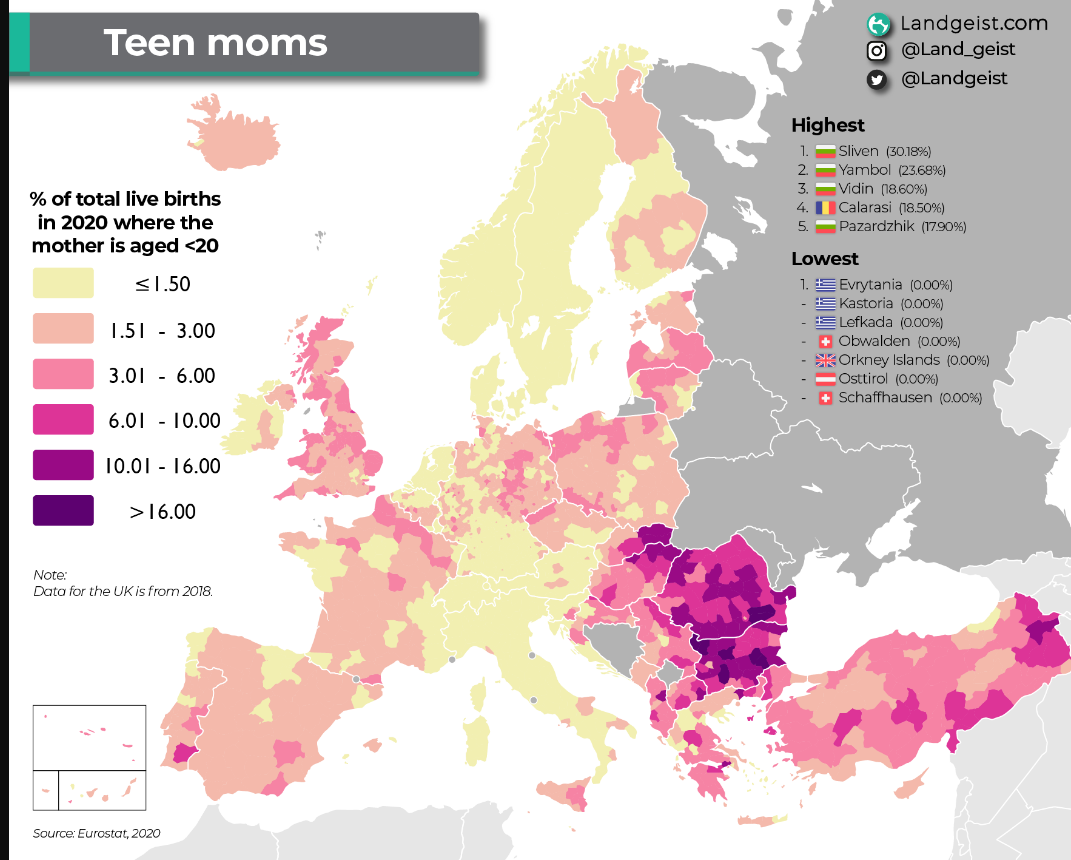 Teen moms
Landgeist.com
@Land_geist
@Landgeist
% of total live births
in 2020 where the
mother is aged <20
≤1.50
1.51 - 3.00
3.01 - 6.00
6.01 - 10.00
10.01 - 16.00
>16.00
Note:
Data for the UK is from 2018.
Source: Eurostat, 2020
Highest
1. Sliven (30.18%)
2. Yambol (23.68%)
3. Vidin (18.60%)
4. Calarasi (18.50%)
5. Pazardzhik (17.90%)
Lowest
1. Evrytania (0.00%)
- Kastoria (0.00%)
- Lefkada (0.00%)
- Obwalden (0.00%)
- Orkney Islands (0.00%)
- Osttirol (0.00%)
- Schaffhausen (0.00%)